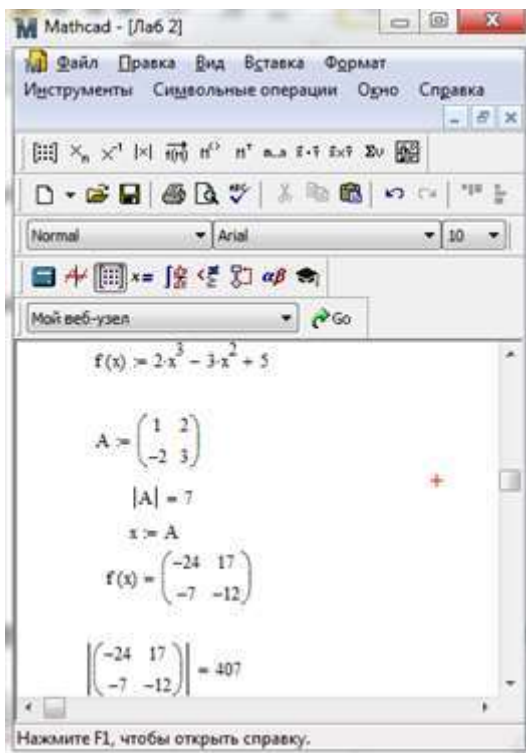 Mathcad - [Лаб 2]
Файл Правка Вид Вставка Формат
Инструменты Символьные операции Окно Справка
Normal Arial 10
Мой веб-узел Go
f(x) := 2·x³ − 3·x² + 5
A := (1 2
−2 3)
|A| = 7
x := A
f(x) = (−24 17
−7 −12)
|(−24 17
−7 −12)| = 407
Нажмите F1, чтобы открыть справку.